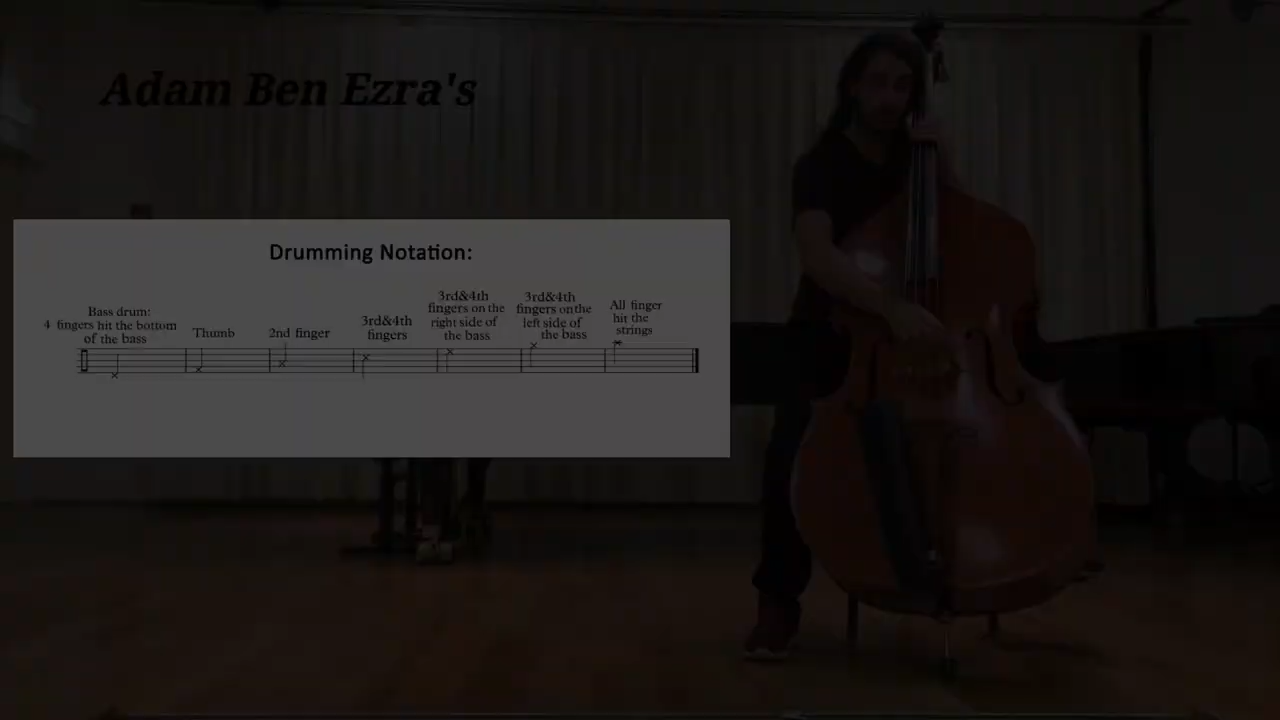 Adam Ben Ezra's
Drumming Notation:
Bass drum:
4 fingers hit the bottom
of the bass
Thumb
2nd finger
3rd&4th
fingers
3rd&4th
fingers on the
right side of
the bass
3rd&4th
fingers on the
left side of
the bass
All finger
hit the
strings